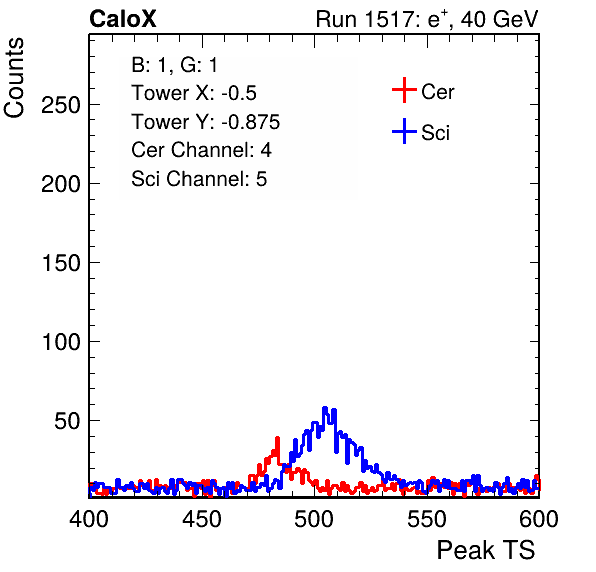 CaloX Run 1517: e⁺, 40 GeV
Counts
B: 1, G: 1
Tower X: -0.5
Tower Y: -0.875
Cer Channel: 4
Sci Channel: 5
Cer
Sci
250
200
150
100
50
400 450 500 550 600
Peak TS